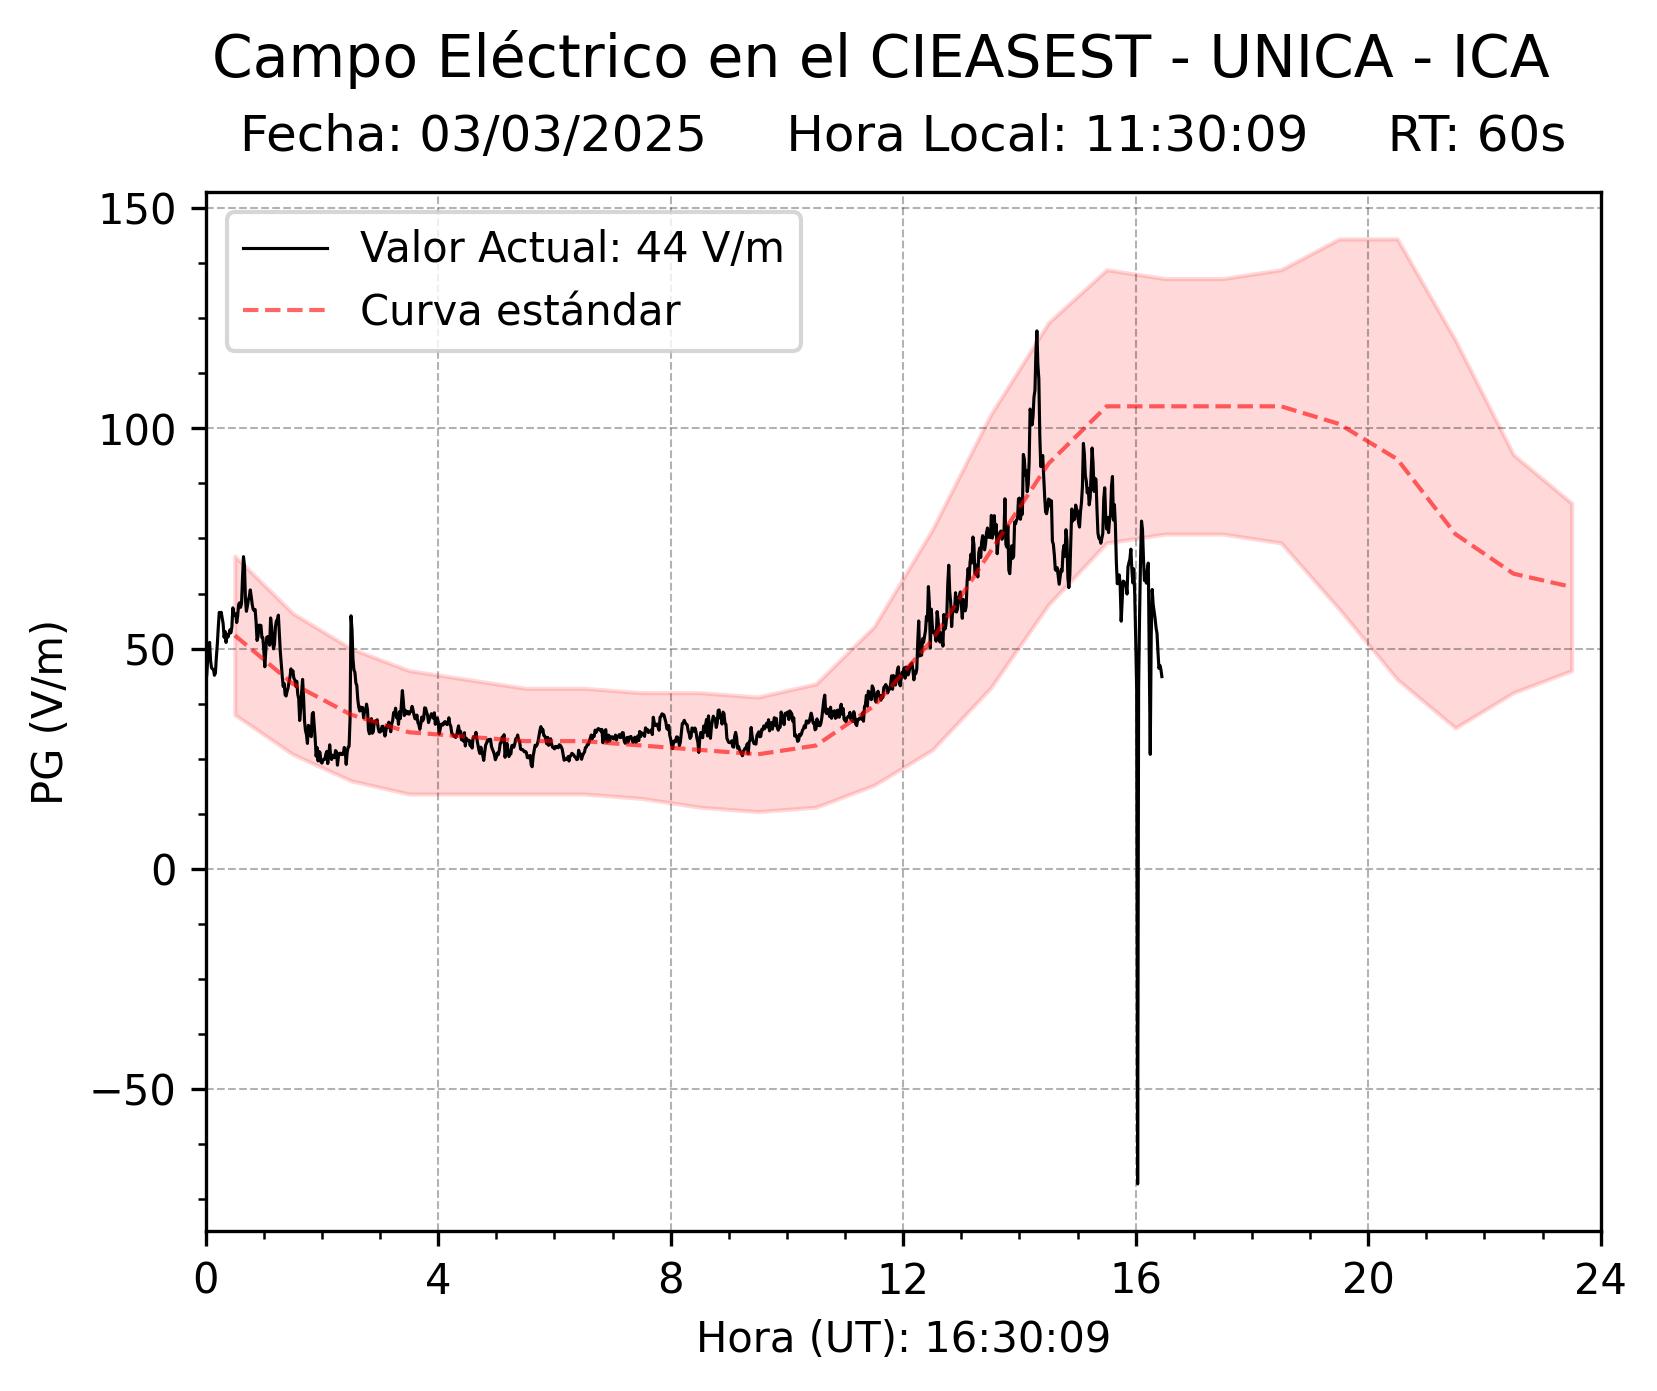 Campo Eléctrico en el CIEASEST - UNICA - ICA
Fecha: 03/03/2025 Hora Local: 11:30:09 RT: 60s
Valor Actual: 44 V/m
Curva estándar
PG (V/m)
150
100
50
0
−50
0 4 8 12 16 20 24
Hora (UT): 16:30:09